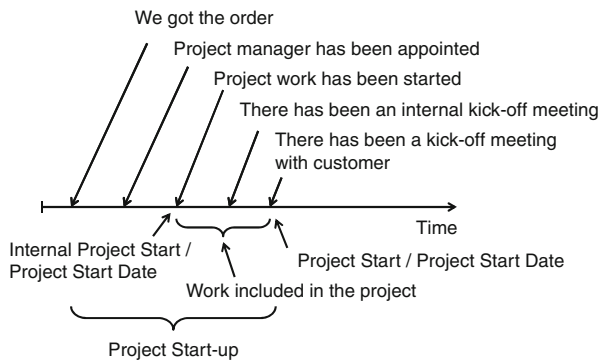 We got the order
Project manager has been appointed
Project work has been started
There has been an internal kick-off meeting
There has been a kick-off meeting
with customer
Time
Internal Project Start /
Project Start Date
Project Start / Project Start Date
Work included in the project
Project Start-up